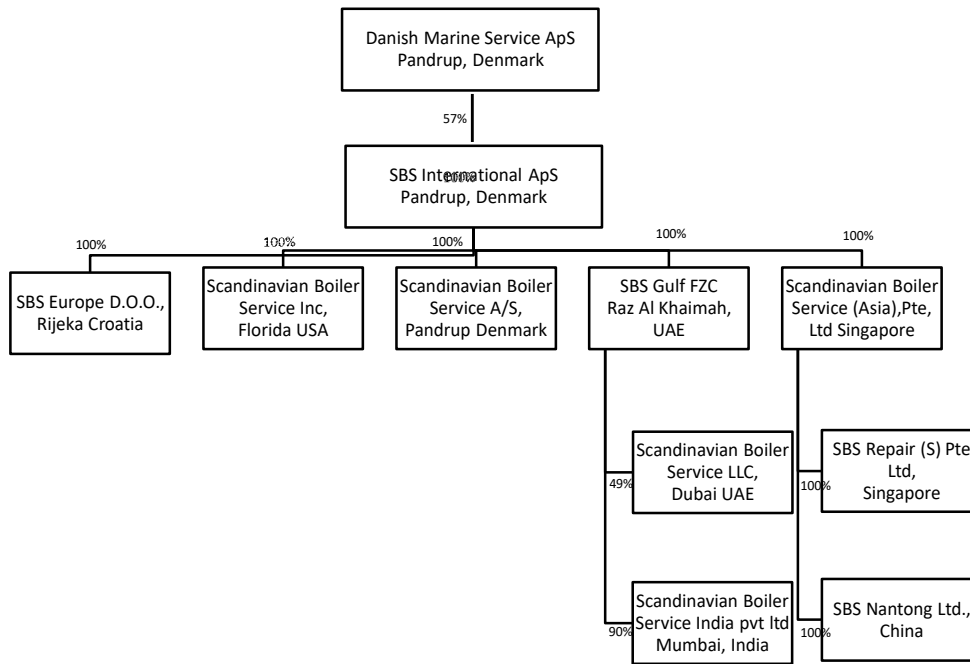 Danish Marine Service ApS
Pandrup, Denmark
57%
SBS International ApS
100%
Pandrup, Denmark
100%
100%
100%
100%
100%
SBS Europe D.O.O.,
Rijeka Croatia
Scandinavian Boiler
Service Inc,
Florida USA
Scandinavian Boiler
Service A/S,
Pandrup Denmark
SBS Gulf FZC
Raz Al Khaimah,
UAE
Scandinavian Boiler
Service (Asia),Pte,
Ltd Singapore
Scandinavian Boiler
Service LLC,
Dubai UAE
49%
SBS Repair (S) Pte
Ltd,
Singapore
100%
Scandinavian Boiler
Service India pvt ltd
Mumbai, India
90%
SBS Nantong Ltd.,
China
100%